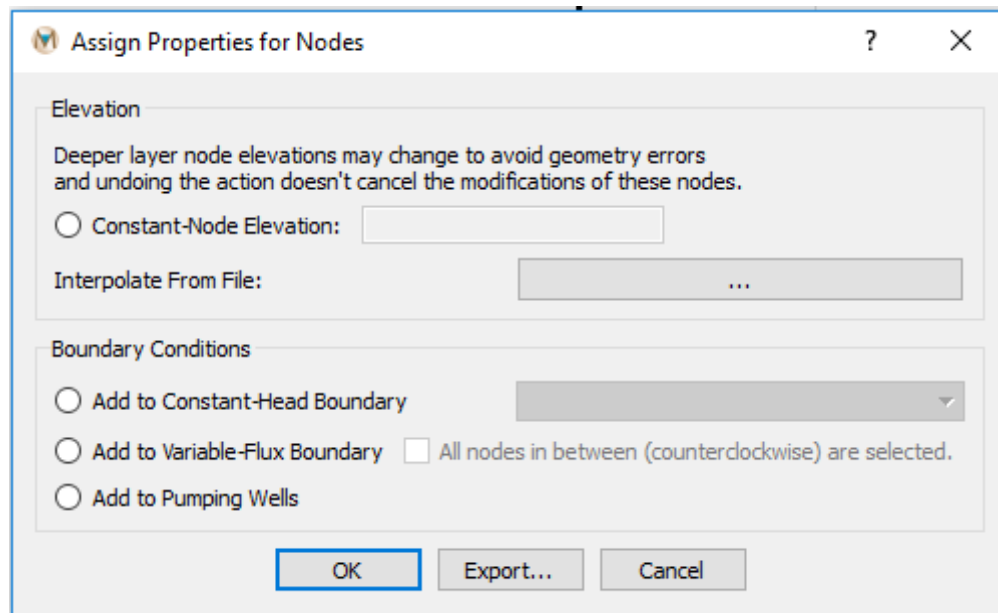 Assign Properties for Nodes
?
Elevation
Deeper layer node elevations may change to avoid geometry errors
and undoing the action doesn't cancel the modifications of these nodes.
Constant-Node Elevation:
Interpolate From File: ...
Boundary Conditions
Add to Constant-Head Boundary
Add to Variable-Flux Boundary All nodes in between (counterclockwise) are selected.
Add to Pumping Wells
OK Export... Cancel